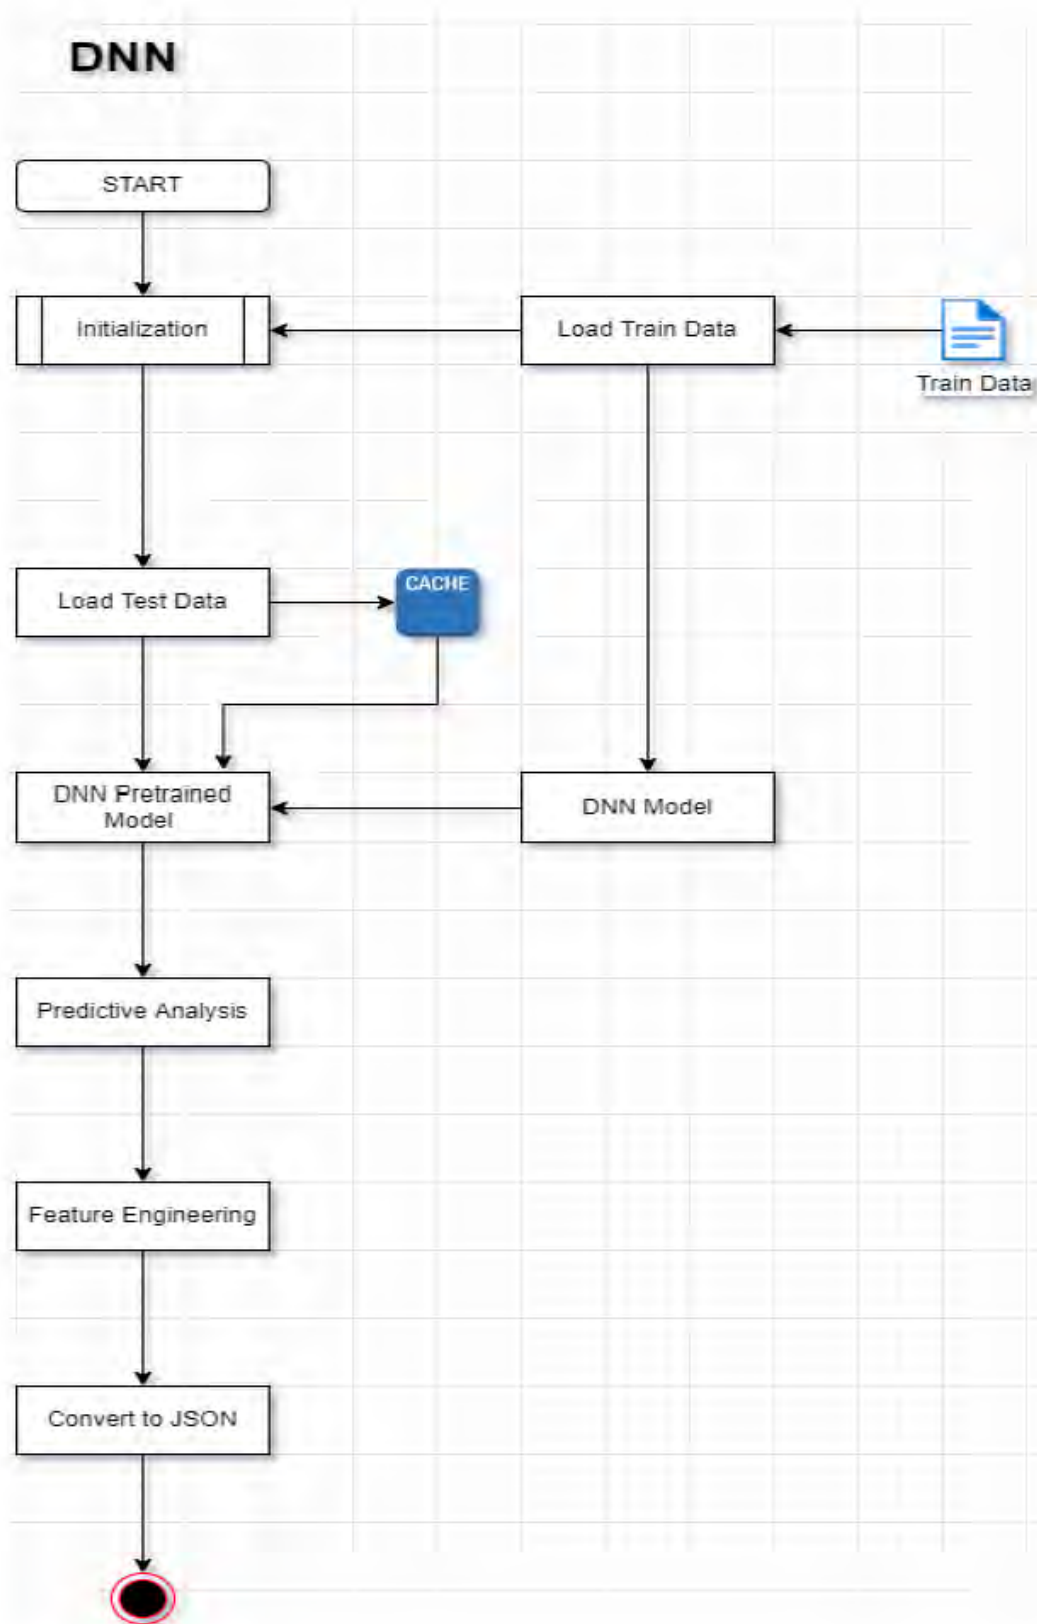 DNN
START
Initialization
Load Train Data
Train Data
Load Test Data
CACHE
DNN Pretrained
Model
DNN Model
Predictive Analysis
Feature Engineering
Convert to JSON